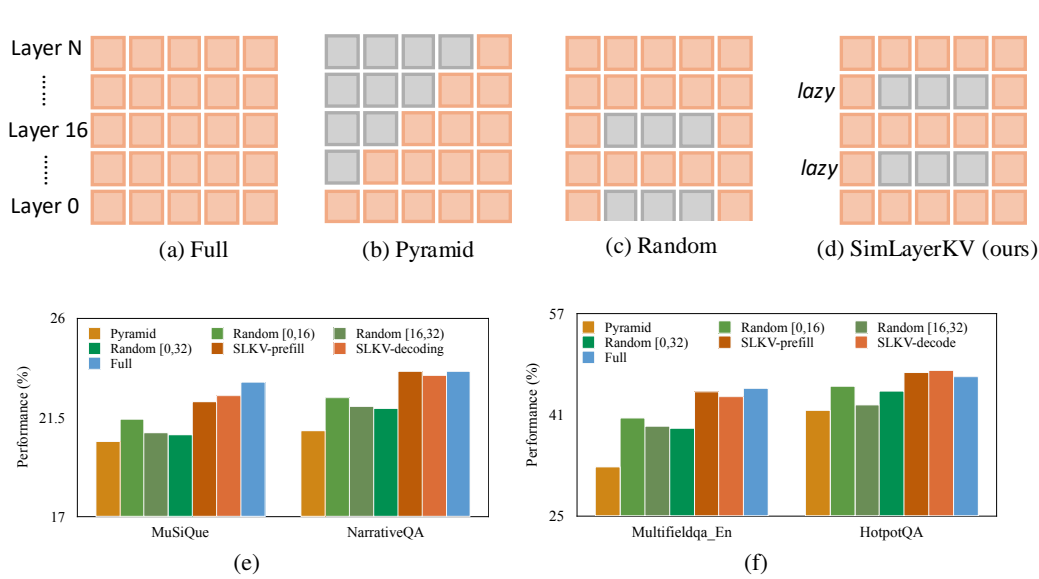 Layer N
......
Layer 16
......
Layer 0
lazy
lazy
(a) Full
(b) Pyramid
(c) Random
(d) SimLayerKV (ours)
26
21.5
17
Performance (%)
Pyramid
Random [0,16)
Random [16,32)
Random [0,32)
SLKV-prefill
SLKV-decoding
Full
MuSiQue
NarrativeQA
(e)
57
41
25
Performance (%)
Pyramid
Random [0,16)
Random [16,32)
Random [0,32)
SLKV-prefill
SLKV-decode
Full
Multifieldqa_En
HotpotQA
(f)